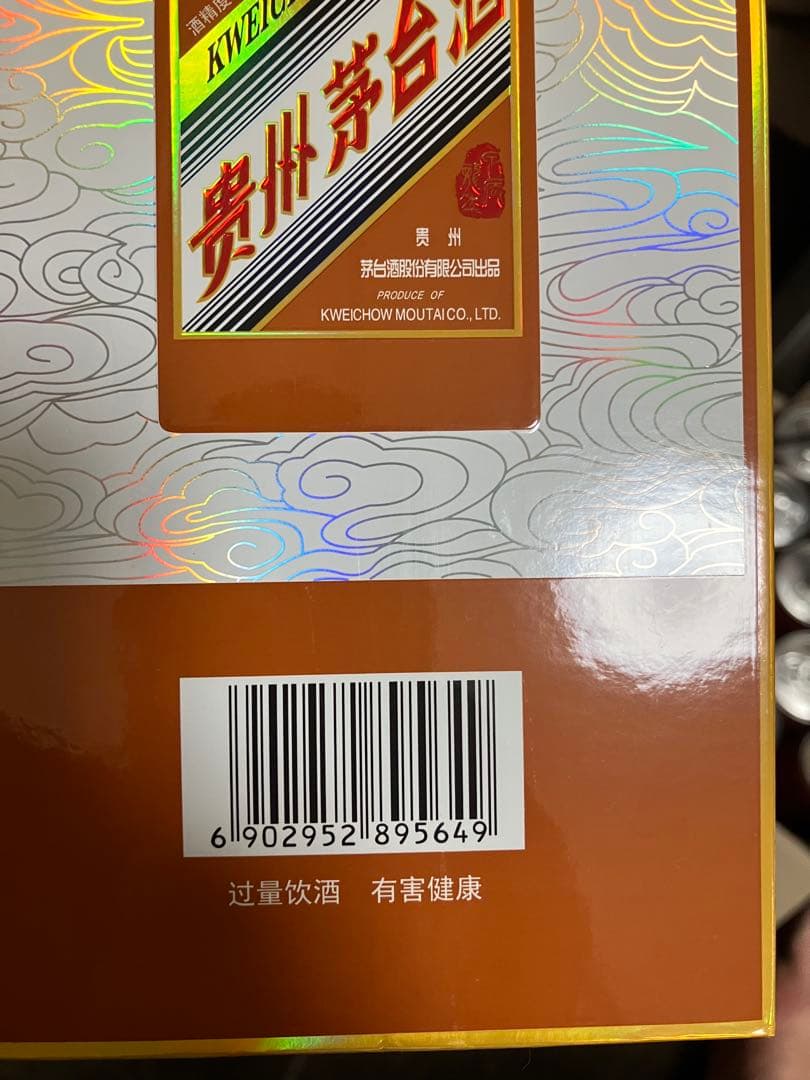 酒精度
KWEIC
贵州茅台酒
贵 州
茅台酒股份有限公司出品
PRODUCE OF
KWEICHOW MOUTAI CO., LTD.
6 902952 895649
过量饮酒 有害健康